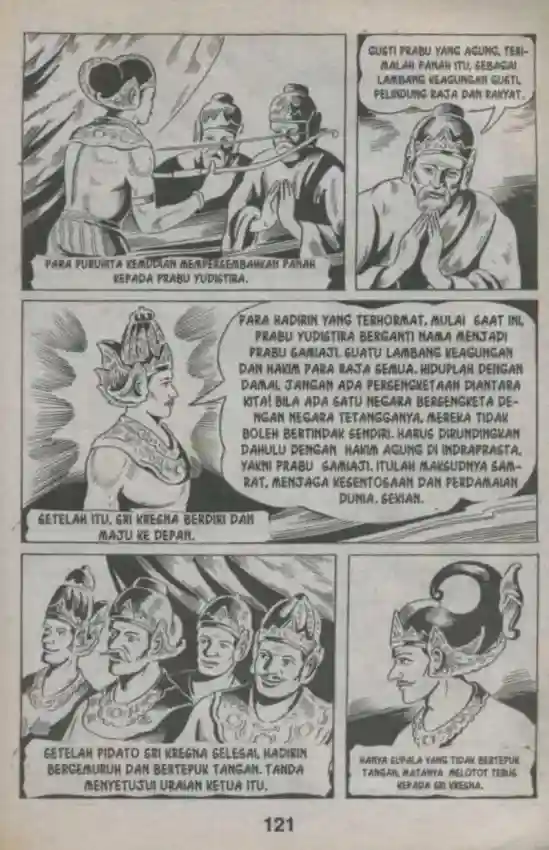 PARA PURUHITA KEMUDIAN MEMPERSEMBAHKAN PANAH
KEPADA PRABU YUDISTIRA.
GUSTI PRABU YANG AGUNG, TERI-
MALAH PANAH ITU, SEBAGAI
LAMBANG KEAGUNGAN GUSTI,
PELINDUNG RAJA DAN RAKYAT.
PARA HADIRIN YANG TERHORMAT, MULAI SAAT INI,
PRABU YUDISTIRA BERGANTI NAMA MENJADI
PRABU SAMIAJI, SUATU LAMBANG KEAGUNGAN
DAN HAKIM PARA RAJA SEMUA. HIDUPLAH DENGAN
DAMAI, JANGAN ADA PERSENGKETAAN DIANTARA
KITA! BILA ADA SATU NEGARA BERSENGKETA DE-
NGAN NEGARA TETANGGANYA, MEREKA TIDAK
BOLEH BERTINDAK SENDIRI. HARUS DIRUNDINGKAN
DAHULU DENGAN HAKIM AGUNG DI INDRAPRASTA,
YAKNI PRABU SAMIAJI. ITULAH MAKSUDNYA SAM-
RAT, MENJAGA KESENTOSAAN DAN PERDAMAIAN
DUNIA. SEKIAN.
SETELAH ITU, SRI KRESNA BERDIRI DAN
MAJU KE DEPAN.
SETELAH PIDATO SRI KRESNA SELESAI, HADIRIN
BERGEMURUH DAN BERTEPUK TANGAN. TANDA
MENYETUJUI URAIAN KETUA ITU.
HANYA SUPALA YANG TIDAK BERTEPUK
TANGAN, MATANYA MELOTOT TERUS
KEPADA SRI KRESNA.
121